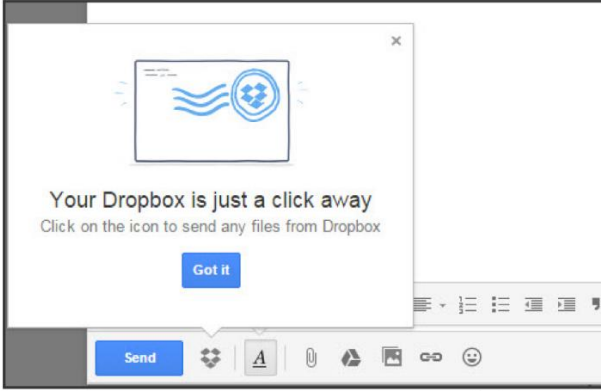 ×
Your Dropbox is just a click away
Click on the icon to send any files from Dropbox
Got it
Send
A